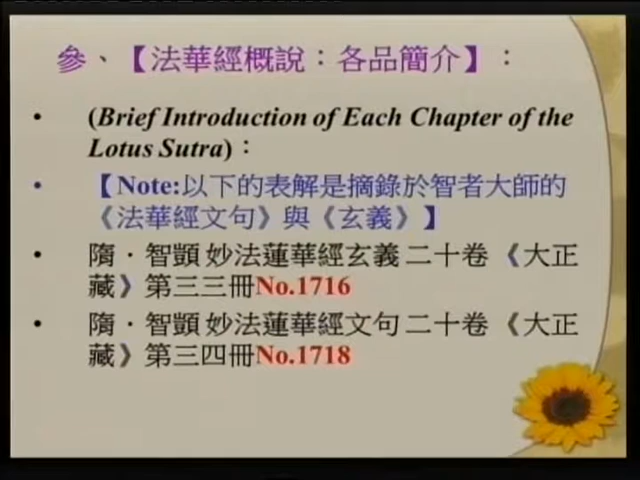 參、【法華經概說：各品簡介】：
• (Brief Introduction of Each Chapter of the
Lotus Sutra)：
• 【Note:以下的表解是摘錄於智者大師的
《法華經文句》與《玄義》】
• 隋．智顗 妙法蓮華經玄義 二十卷 《大正
藏》第三三冊No.1716
• 隋．智顗 妙法蓮華經文句 二十卷 《大正
藏》第三四冊No.1718